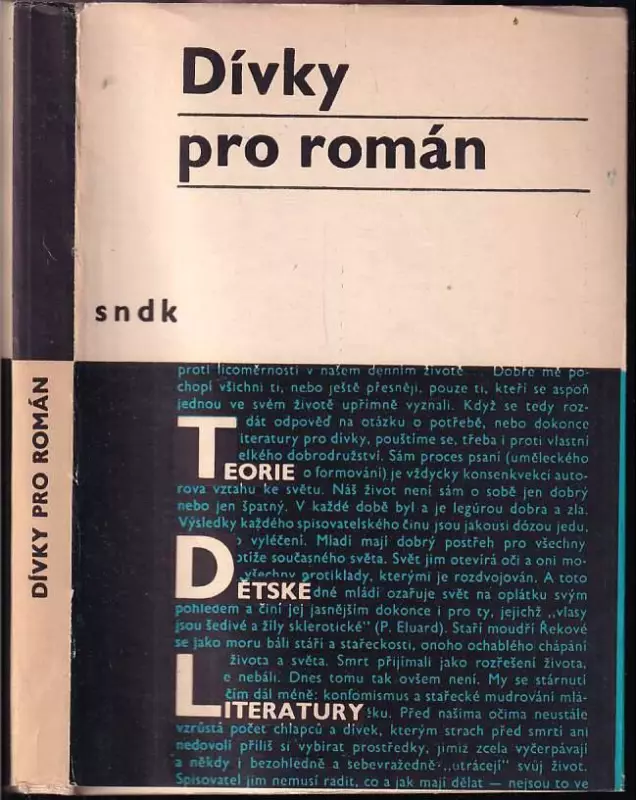 Dívky
pro román
sndk
DÍVKY PRO ROMÁN
proti licoměrnosti v našem denním životě ... Dobře mě po-
chopí všichni ti, nebo ještě přesněji, pouze ti, kteří se aspoň
jednou ve svém životě upřímně vyznali. Když se tedy roz-
dát odpověď na otázku o potřebě, nebo dokonce
literatury pro dívky, pouštíme se, třeba i proti vlastní
elkého dobrodružství. Sám proces psaní (uměleckého
TEORIE o formování) je vždycky konsenkvekcí auto-
rova vztahu ke světu. Náš život není sám o sobě jen dobrý
nebo jen špatný. V každé době byl a je legúrou dobra a zla.
Výsledky každého spisovatelského činu jsou jakousi dózou jedu,
o vyléčení. Mladí mají dobrý postřeh pro všechny
otíže současného světa. Svět jim otevírá oči a oni mo-
všechny protiklady, kterými je rozdvojován. A toto
DĚTSKÉ dné mládí ozařuje svět na oplátku svým
pohledem a činí jej jasnějším dokonce i pro ty, jejichž „vlasy
jsou šedivé a žíly sklerotické" (P. Eluard). Staří moudří Řekové
se jako moru báli stáří a stařeckosti, onoho ochablého chápání
života a světa. Smrt přijímali jako rozřešení života,
e nebáli. Dnes tomu tak ovšem není. My se stárnutí
čím dál méně: konfomismus a stařecké mudrování mlá-
LITERATURY žku. Před našima očima neustále
vzrůstá počet chlapců a dívek, kterým strach před smrtí ani
nedovolí příliš si vybírat prostředky, jimiž zcela vyčerpávají
a někdy i bezohledně a sebevražedně „utrácejí" svůj život.
Spisovatel jim nemusí radit, co a jak mají dělat — nejsou to ve